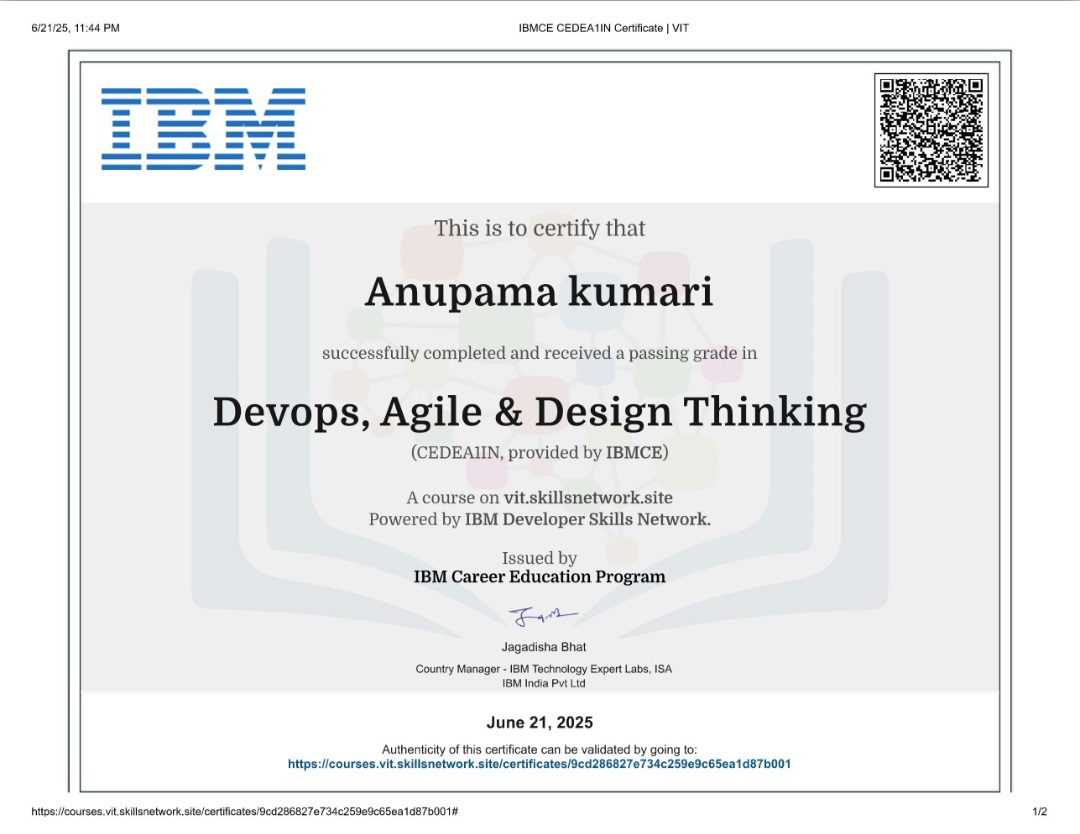 6/21/25, 11:44 PM
IBMCE CEDEA1IN Certificate | VIT
IBM
This is to certify that
Anupama kumari
successfully completed and received a passing grade in
Devops, Agile & Design Thinking
(CEDEA1IN, provided by IBMCE)
A course on vit.skillsnetwork.site
Powered by IBM Developer Skills Network.
Issued by
IBM Career Education Program
Jagadisha Bhat
Country Manager - IBM Technology Expert Labs, ISA
IBM India Pvt Ltd
June 21, 2025
Authenticity of this certificate can be validated by going to:
https://courses.vit.skillsnetwork.site/certificates/9cd286827e734c259e9c65ea1d87b001
https://courses.vit.skillsnetwork.site/certificates/9cd286827e734c259e9c65ea1d87b001#
1/2